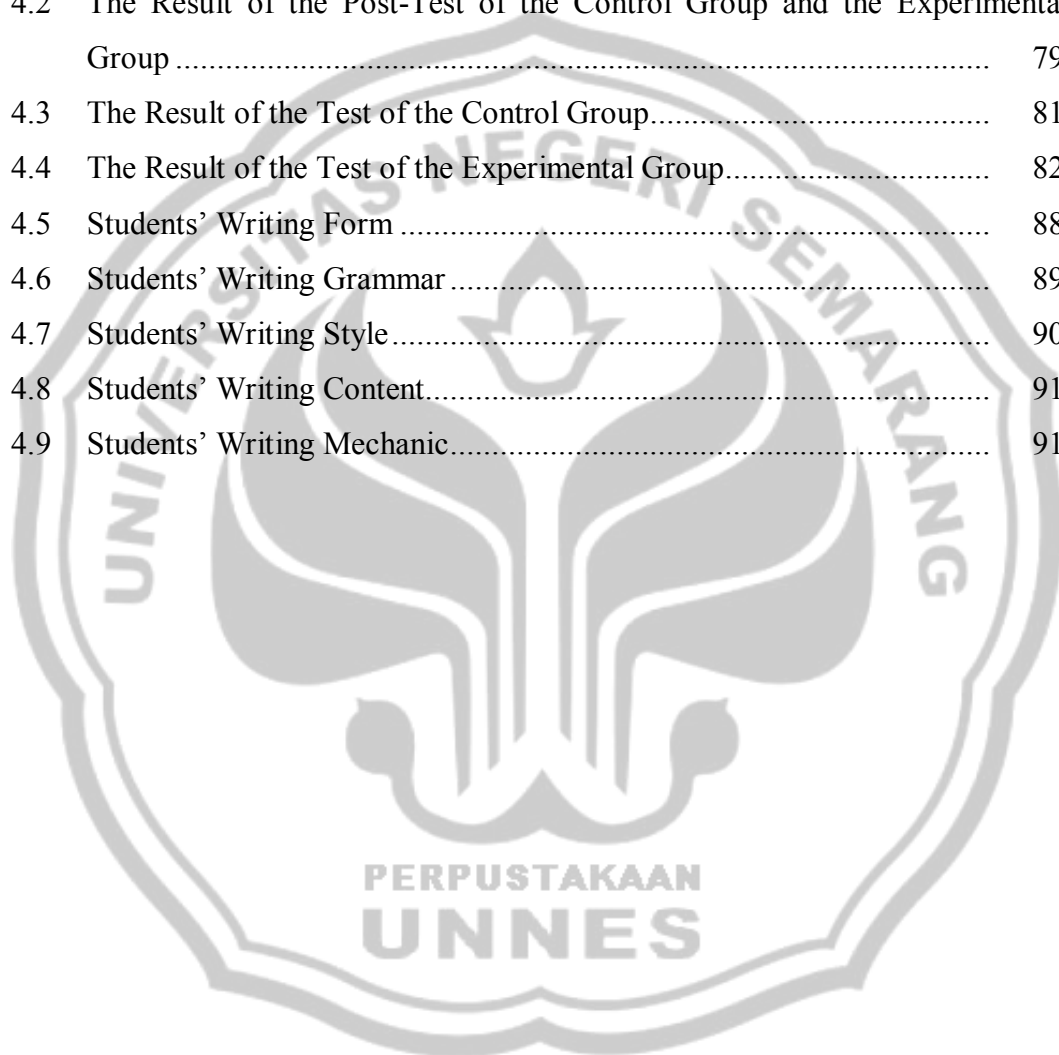 4.2 The Result of the Post-Test of the Control Group and the Experimenta
Group ................................................................................................... 79
4.3 The Result of the Test of the Control Group......................................... 81
4.4 The Result of the Test of the Experimental Group................................ 82
4.5 Students’ Writing Form ........................................................................ 88
4.6 Students’ Writing Grammar .................................................................. 89
4.7 Students’ Writing Style......................................................................... 90
4.8 Students’ Writing Content..................................................................... 91
4.9 Students’ Writing Mechanic.................................................................. 91
UNIVERSITAS NEGERI SEMARANG
PERPUSTAKAAN
UNNES